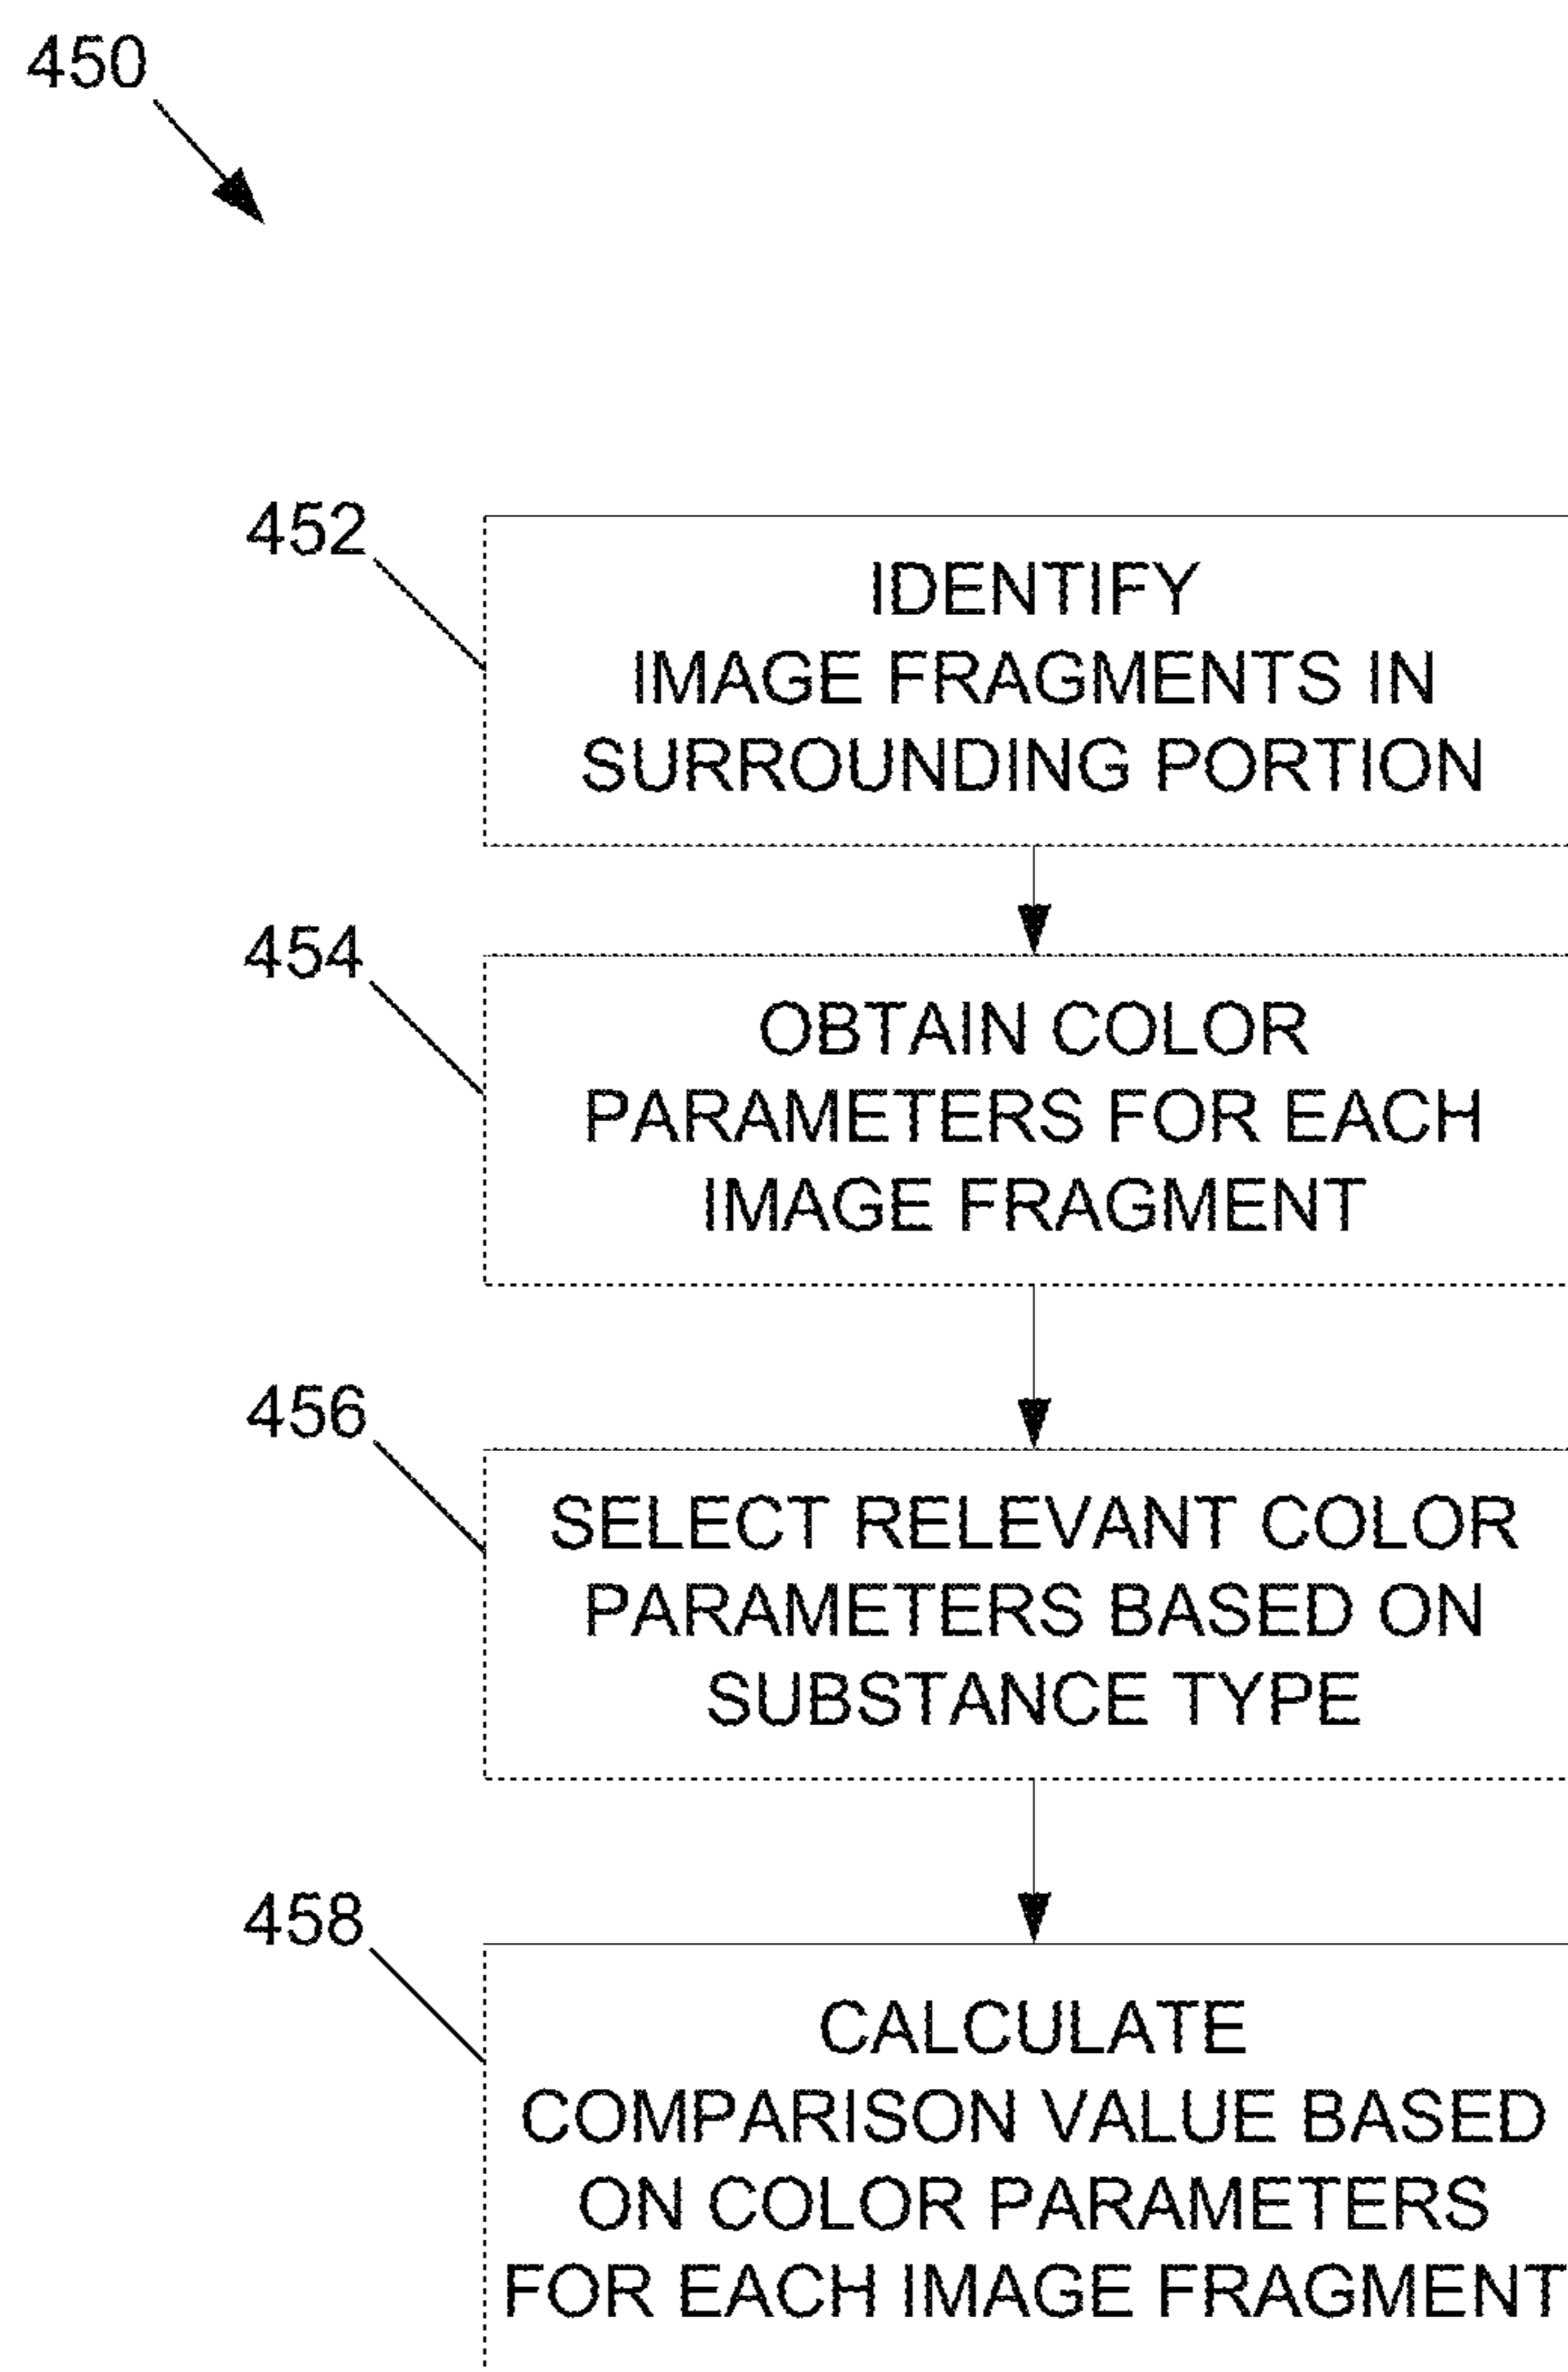 450
452
IDENTIFY
IMAGE FRAGMENTS IN
SURROUNDING PORTION
454
OBTAIN COLOR
PARAMETERS FOR EACH
IMAGE FRAGMENT
456
SELECT RELEVANT COLOR
PARAMETERS BASED ON
SUBSTANCE TYPE
458
CALCULATE
COMPARISON VALUE BASED
ON COLOR PARAMETERS
FOR EACH IMAGE FRAGMENT